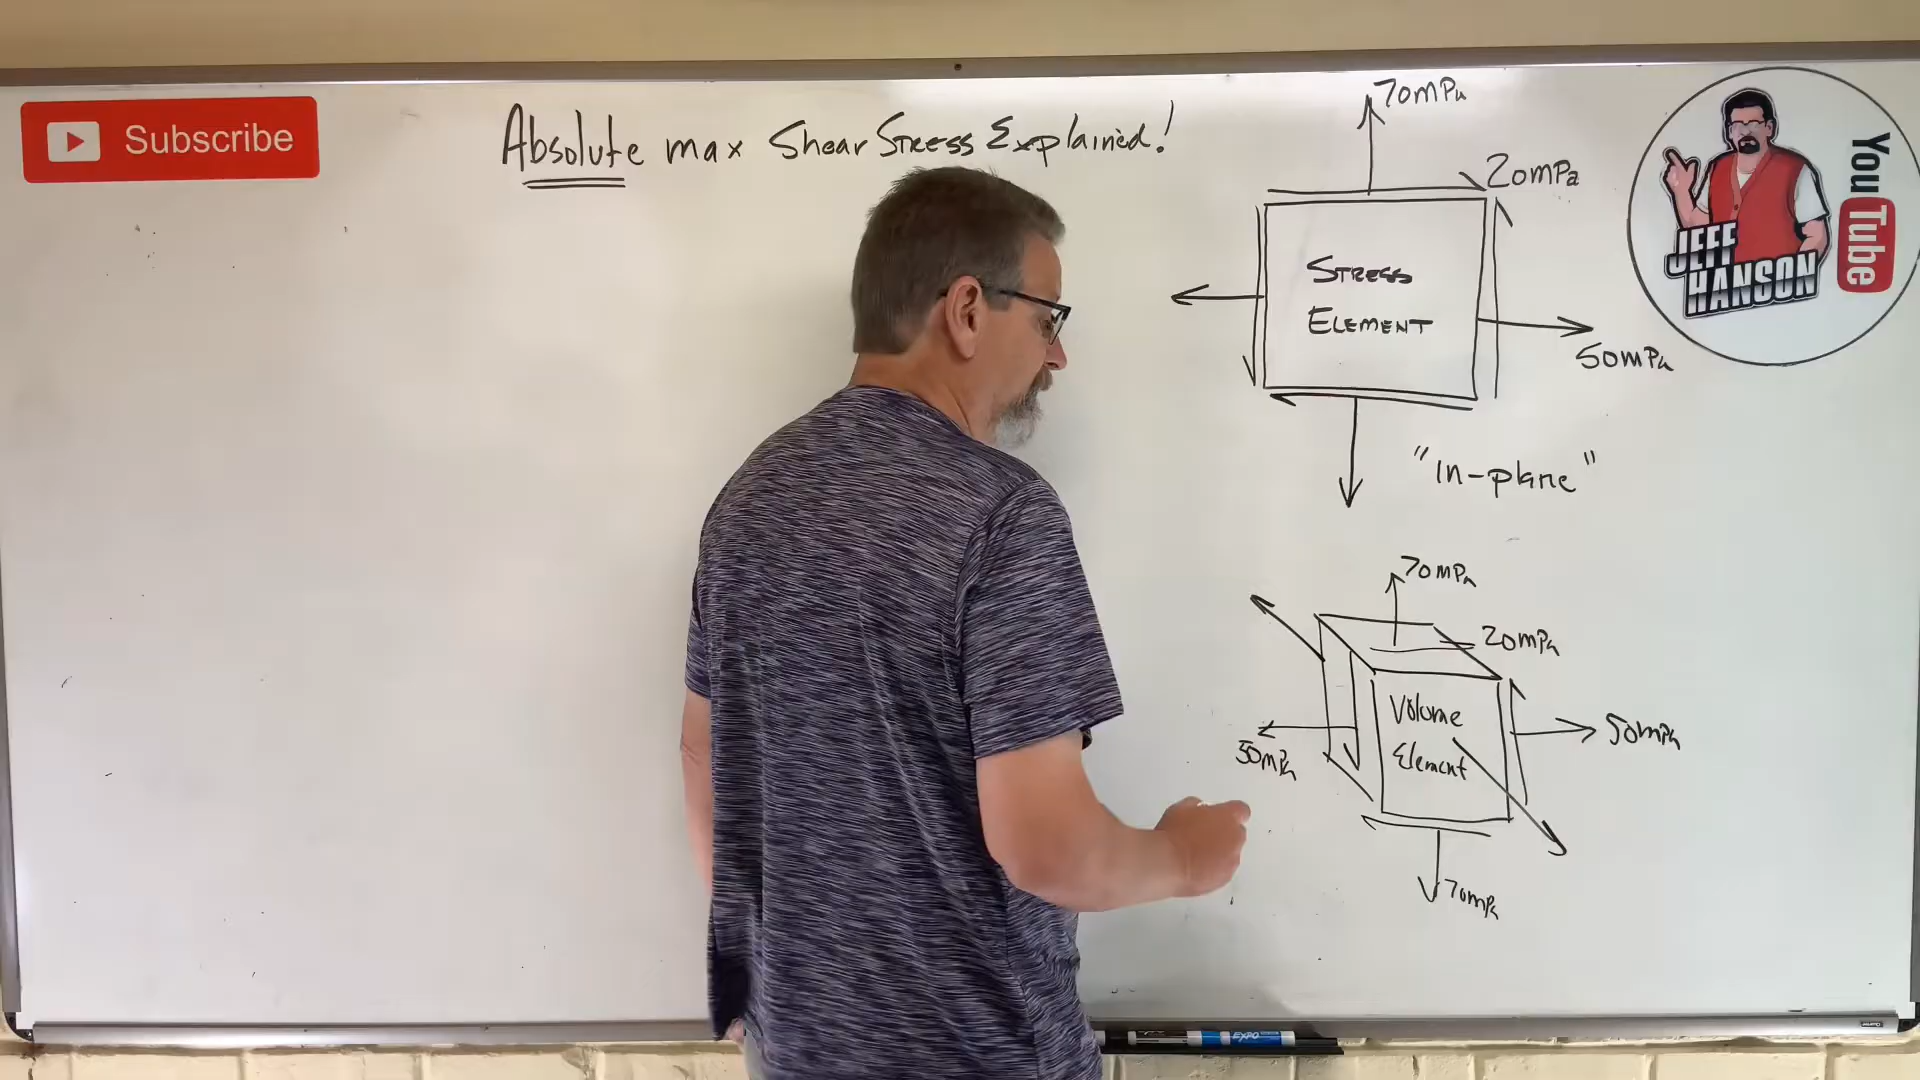 Subscribe
Absolute max Shear Stress Explained!
70mPa
20mPa
STRESS
ELEMENT
50mPa
"in-plane"
JEFF
HANSON
YouTube
70mPa
20mPa
Volume
Element
50mPa
50mPa
70mPa
EXPO